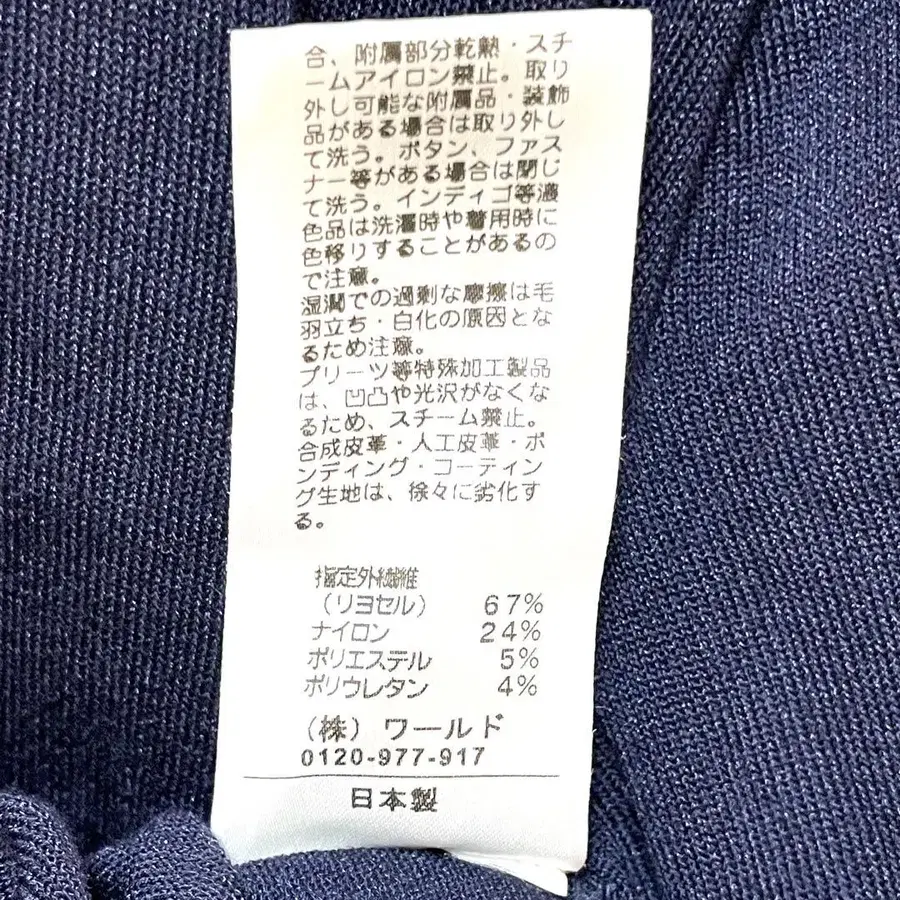 合、附属部分乾熱・スチ
ームアイロン禁止。取り
外し可能な附属品・装飾
品がある場合は取り外し
て洗う。ボタン、ファス
ナー等がある場合は閉じ
て洗う。インディゴ等濃
色品は洗濯時や着用時に
色移りすることがあるの
で注意。
湿潤での過剰な摩擦は毛
羽立ち・白化の原因とな
るため注意。
プリーツ等特殊加工製品
は、凹凸や光沢がなくな
るため、スチーム禁止。
合成皮革・人工皮革・ボ
ンディング・コーティン
グ生地は、徐々に劣化す
る。
指定外繊維
(リヨセル) 67%
ナイロン 24%
ポリエステル 5%
ポリウレタン 4%
(株) ワールド
0120-977-917
日本製